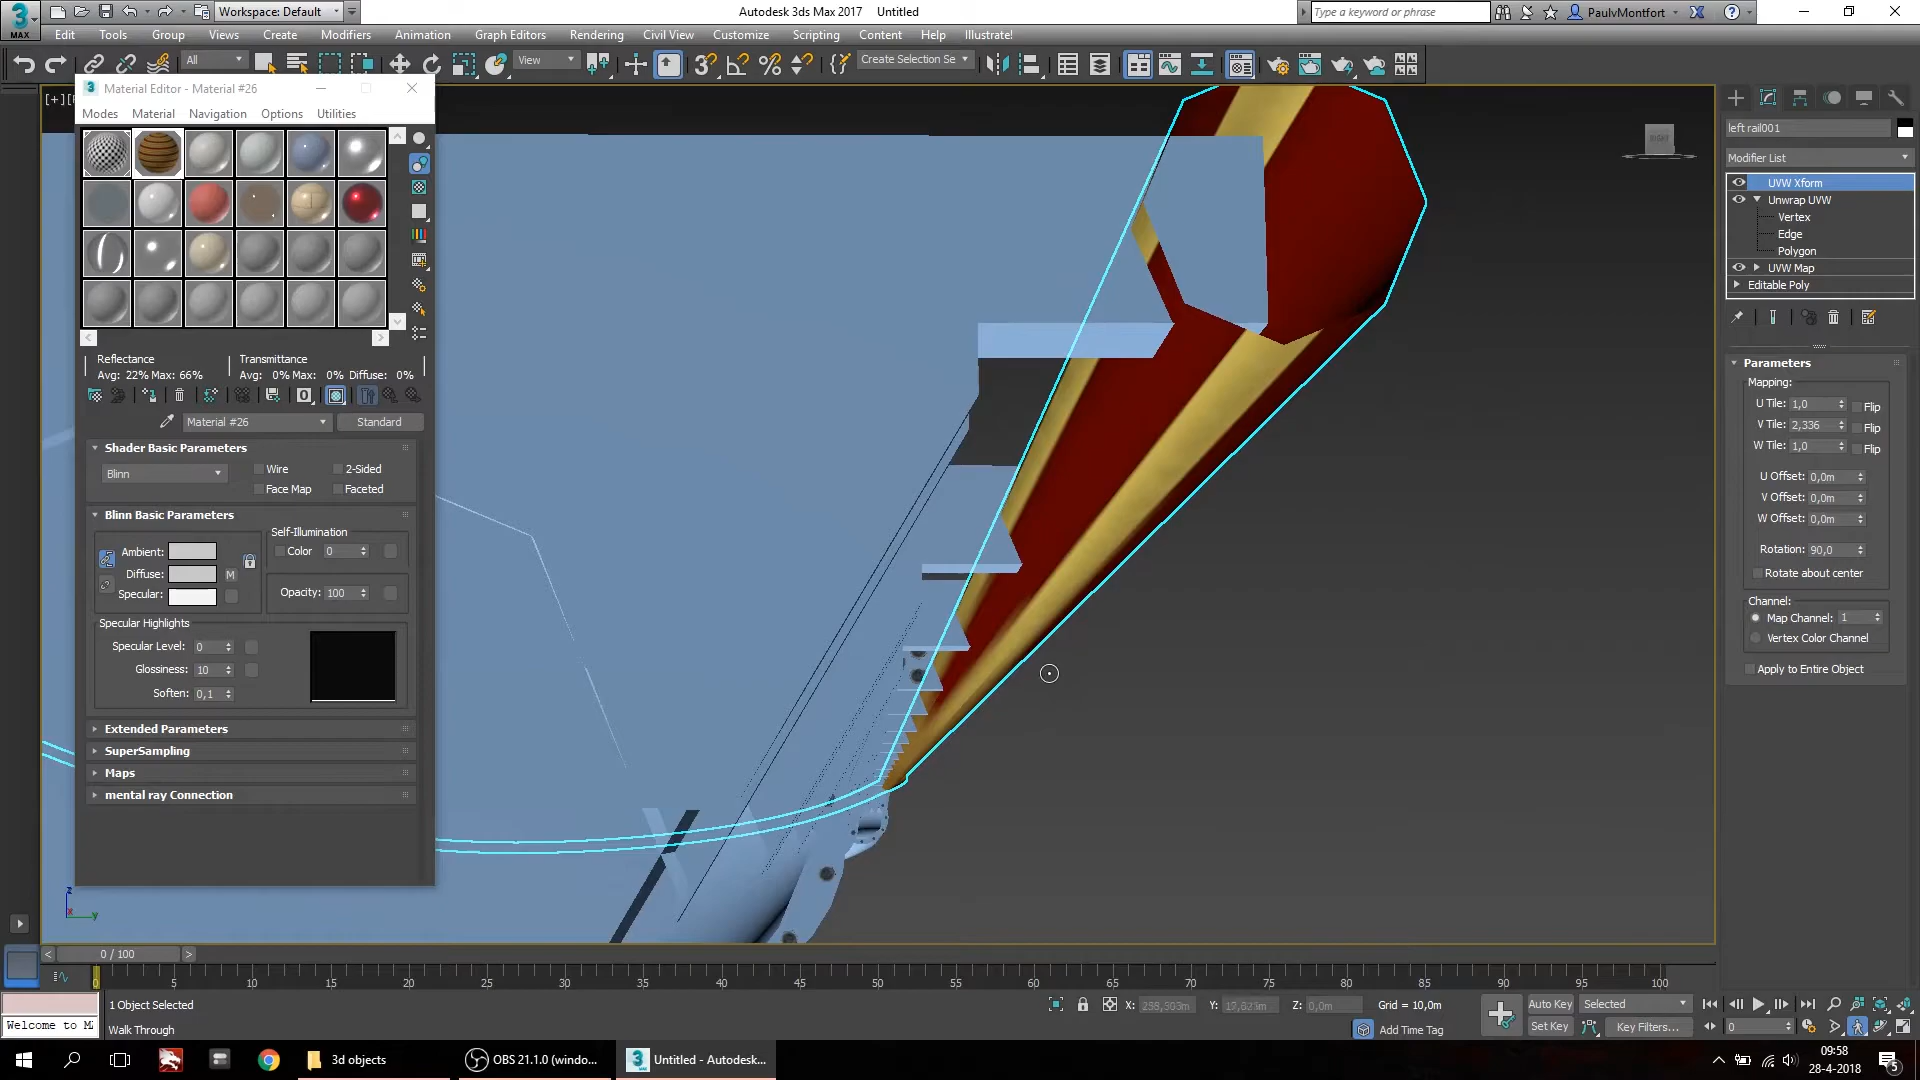 Workspace: Default
Autodesk 3ds Max 2017
Untitled
Type a keyword or phrase
PaulvMontfort
MAX
Edit
Tools
Group
Views
Create
Modifiers
Animation
Graph Editors
Rendering
Civil View
Customize
Scripting
Content
Help
Illustrate!
All
View
Create Selection Se
Material Editor - Material #26
Modes
Material
Navigation
Options
Utilities
Reflectance
Transmittance
Avg: 22% Max: 66%
Avg: 0% Max: 0% Diffuse: 0%
Material #26
Standard
Shader Basic Parameters
Blinn
Wire
2-Sided
Face Map
Faceted
Blinn Basic Parameters
Self-Illumination
Ambient:
Color
0
Diffuse:
M
Specular:
Opacity:
100
Specular Highlights
Specular Level:
0
Glossiness:
10
Soften:
0,1
Extended Parameters
SuperSampling
Maps
mental ray Connection
[+]
RIGHT
left rail001
Modifier List
UVW Xform
Unwrap UVW
Vertex
Edge
Polygon
UVW Map
Editable Poly
Parameters
Mapping:
U Tile: 1,0
Flip
V Tile: 2,336
Flip
W Tile: 1,0
Flip
U Offset: 0,0m
V Offset: 0,0m
W Offset: 0,0m
Rotation: 90,0
Rotate about center
Channel:
Map Channel: 1
Vertex Color Channel
Apply to Entire Object
z
y
0 / 100
0
5
10
15
20
25
30
35
40
45
50
55
60
65
70
75
80
85
90
95
100
1 Object Selected
Walk Through
Welcome to M
X:
Y:
Z:
0,0m
Grid = 10,0m
Add Time Tag
Auto Key
Selected
Set Key
Key Filters...
0
3d objects
OBS 21.1.0 (windo...
Untitled - Autodesk...
09:58
28-4-2018
5